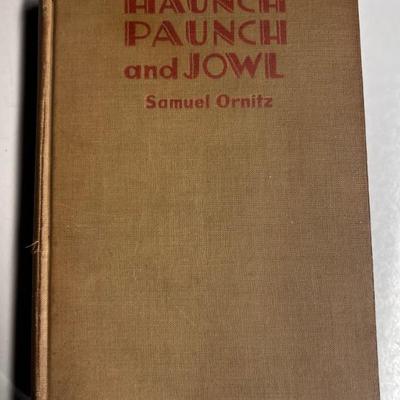 HAUNCH
PAUNCH
and JOWL
Samuel Ornitz